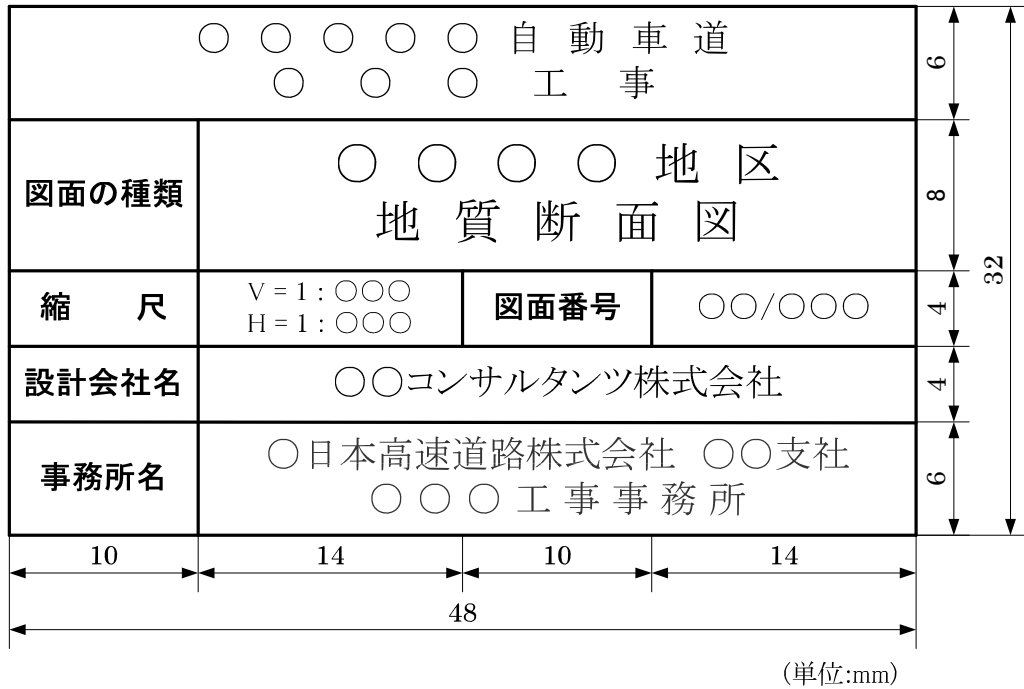 ○○○○○自動車道
○○○工事
6
図面の種類
○○○○地区
地質断面図
8
32
縮　尺
V = 1 : ○○○
H = 1 : ○○○
図面番号
○○/○○○
4
設計会社名
○○コンサルタンツ株式会社
4
事務所名
○日本高速道路株式会社 ○○支社
○○○工事事務所
6
10 14 10 14
48
(単位:mm)